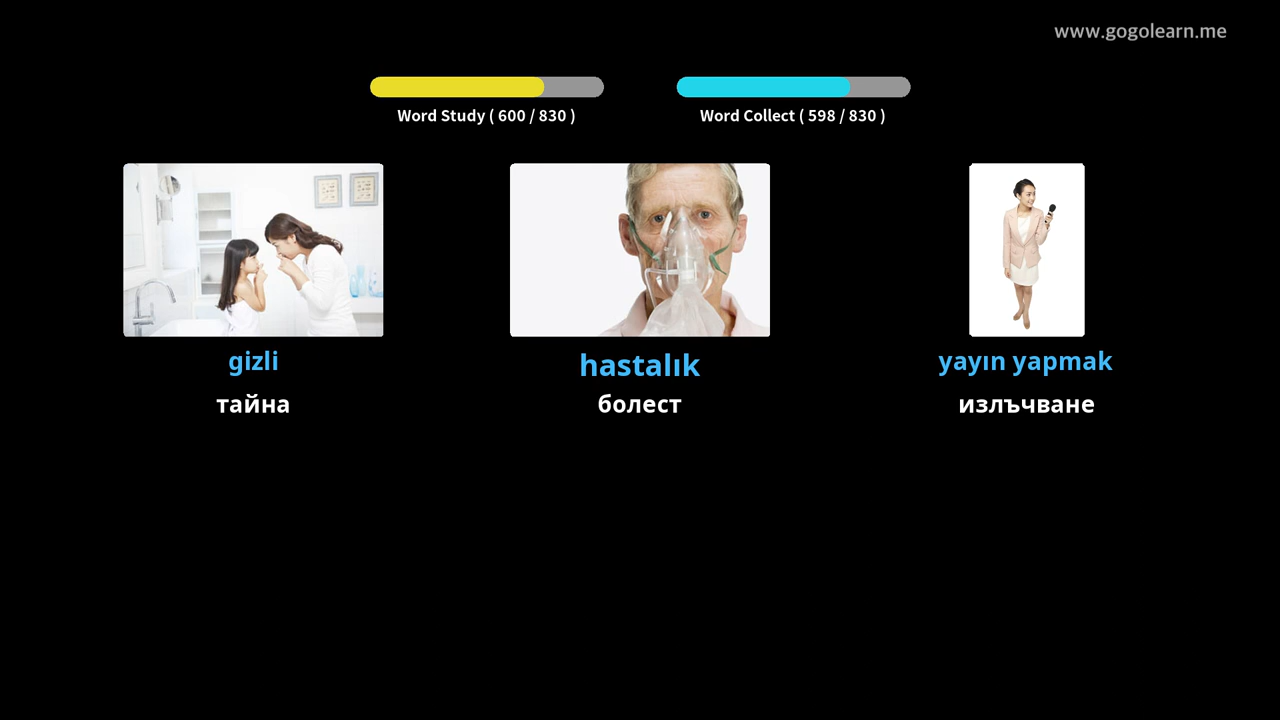 www.gogolearn.me
Word Study ( 600 / 830 )
Word Collect ( 598 / 830 )
gizli
hastalık
yayın yapmak
тайна
болест
излъчване